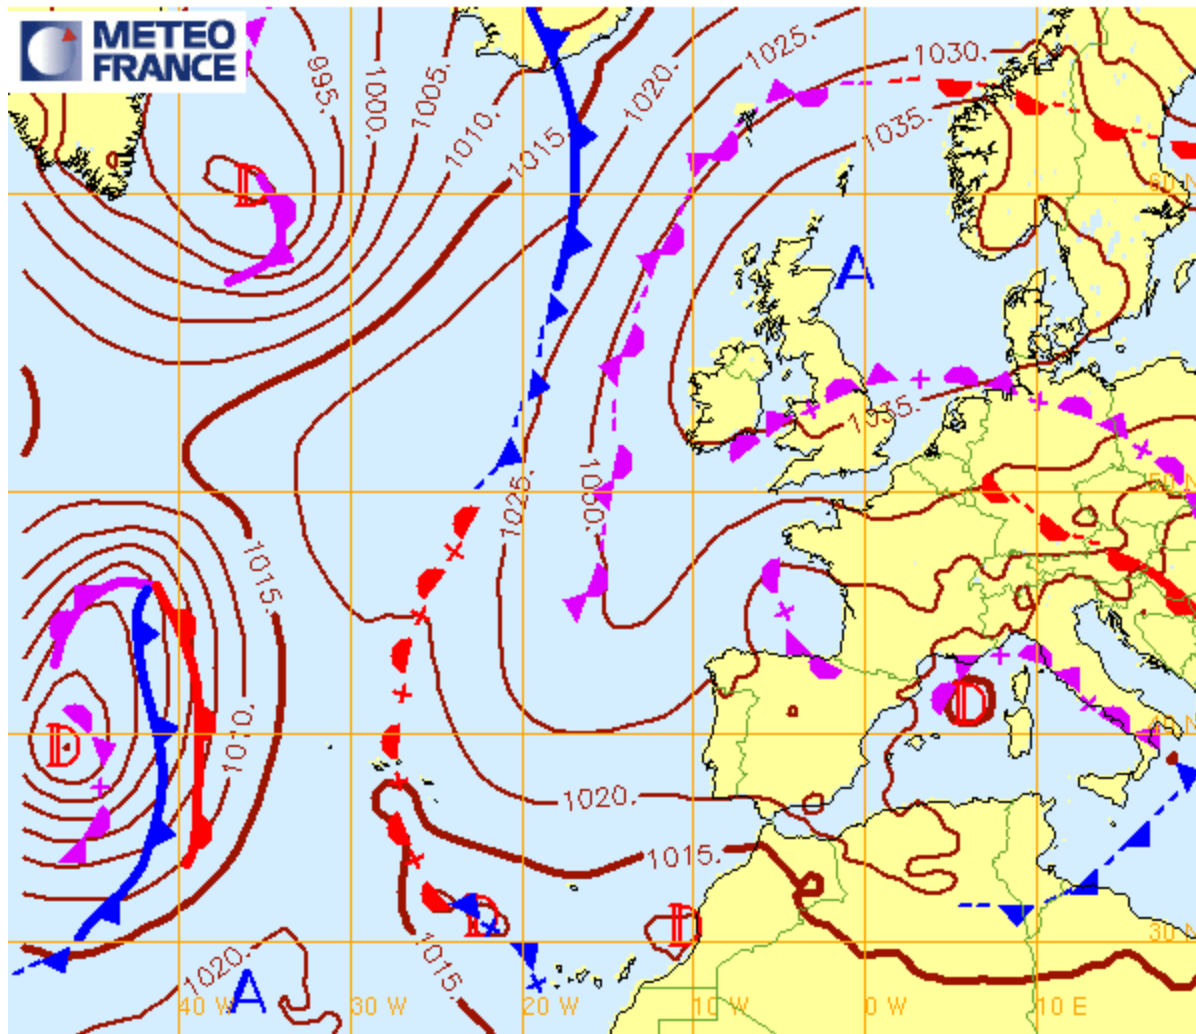 METEO
FRANCE
995.
1000.
1005.
1010.
1015.
1020.
1025.
1030.
1035.
D
60 N
A
1035.
50 N
1025.
1030.
1015.
1010.
D
D
40 N
1020.
1015.
D
D
30 N
1020.
1015.
A
40 W
30 W
20 W
10 W
0 W
10 E